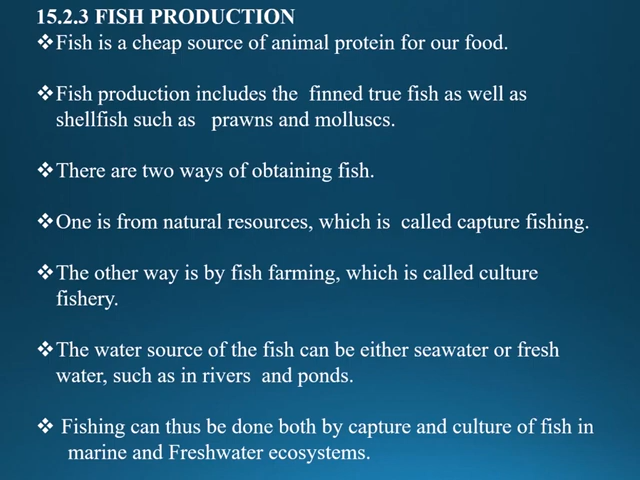 15.2.3 FISH PRODUCTION
❖Fish is a cheap source of animal protein for our food.
❖Fish production includes the finned true fish as well as
shellfish such as prawns and molluscs.
❖There are two ways of obtaining fish.
❖One is from natural resources, which is called capture fishing.
❖The other way is by fish farming, which is called culture
fishery.
❖The water source of the fish can be either seawater or fresh
water, such as in rivers and ponds.
❖ Fishing can thus be done both by capture and culture of fish in
marine and Freshwater ecosystems.